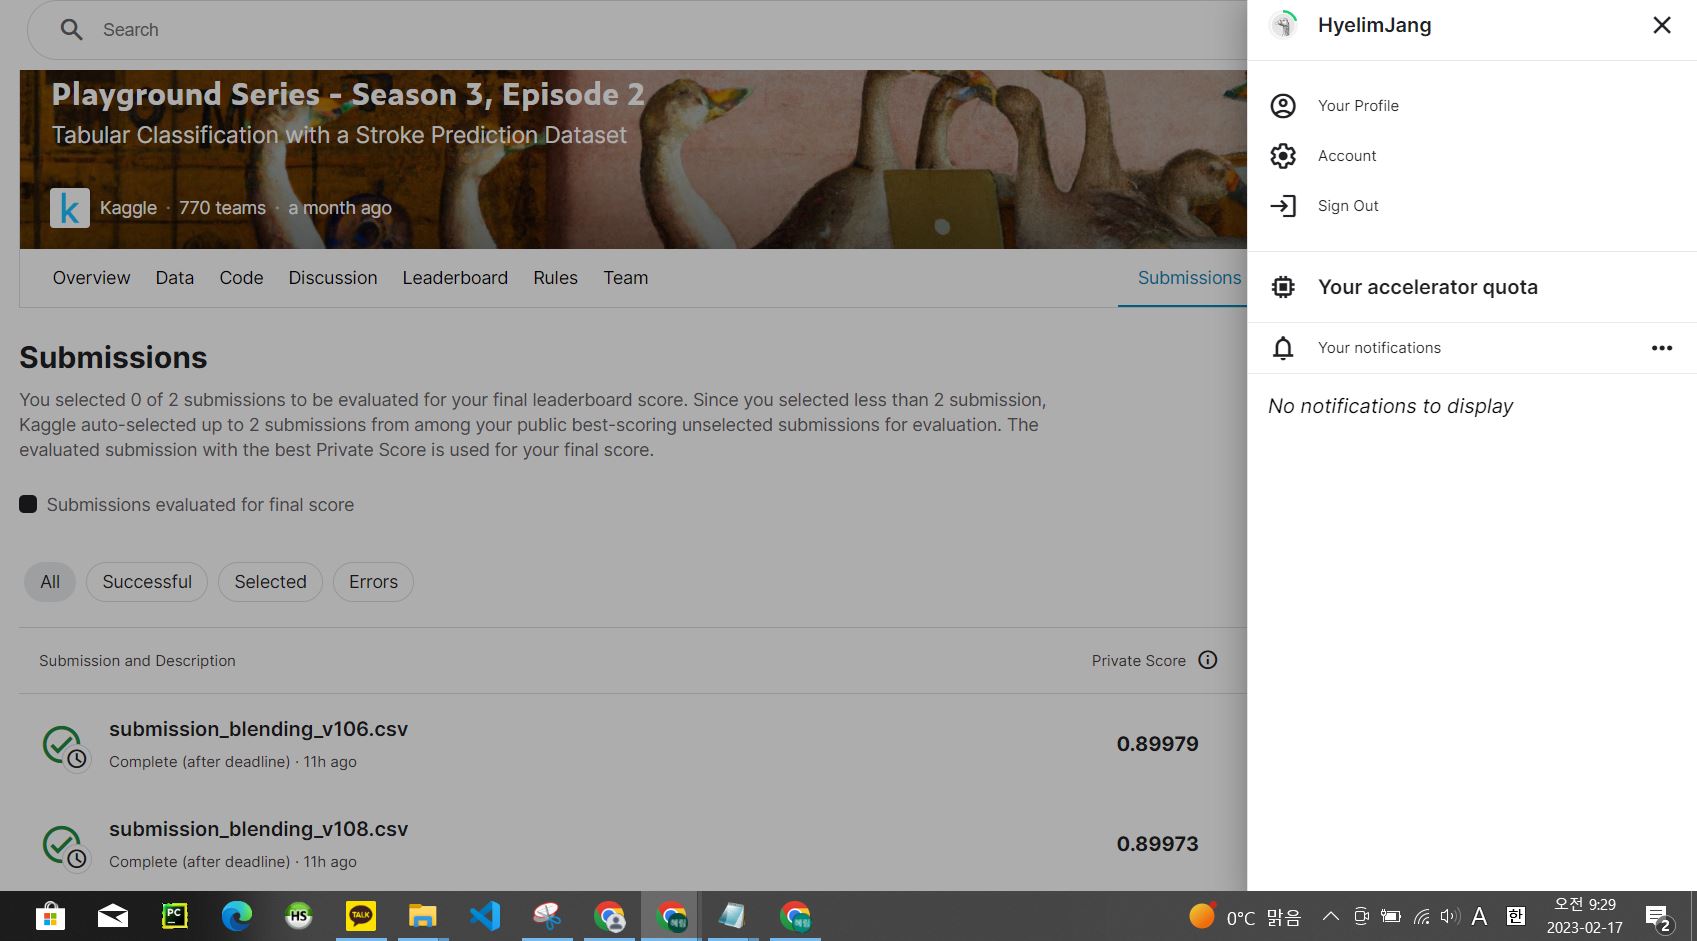 Search
Playground Series - Season 3, Episode 2
Tabular Classification with a Stroke Prediction Dataset
k
Kaggle · 770 teams · a month ago
Overview Data Code Discussion Leaderboard Rules Team Submissions
Submissions
You selected 0 of 2 submissions to be evaluated for your final leaderboard score. Since you selected less than 2 submission,
Kaggle auto-selected up to 2 submissions from among your public best-scoring unselected submissions for evaluation. The
evaluated submission with the best Private Score is used for your final score.
Submissions evaluated for final score
All Successful Selected Errors
Submission and Description Private Score
submission_blending_v106.csv
Complete (after deadline) · 11h ago
0.89979
submission_blending_v108.csv
Complete (after deadline) · 11h ago
0.89973
HyelimJang
Your Profile
Account
Sign Out
Your accelerator quota
Your notifications
No notifications to display
PC
HS
TALK
0°C 맑음
A
한
오전 9:29
2023-02-17
2